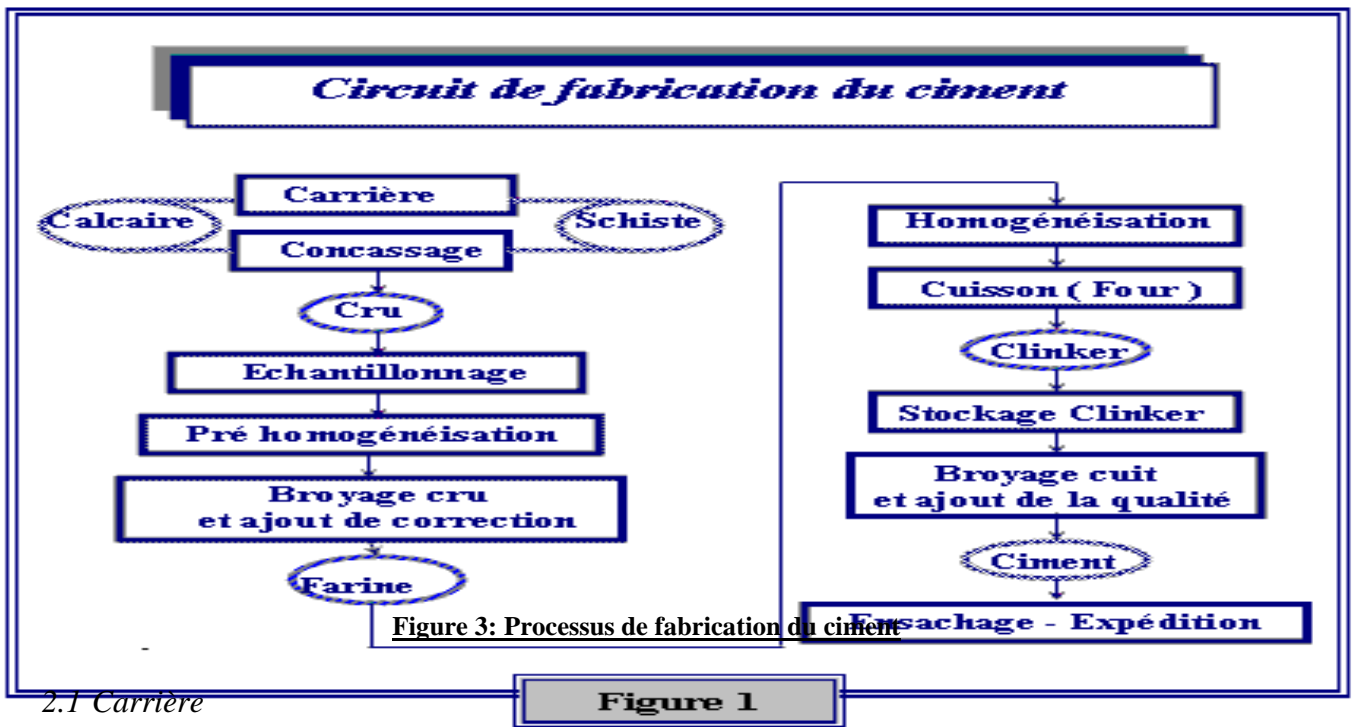 Circuit de fabrication du ciment
Carrière
Calcaire
Schiste
Concassage
Cru
Echantillonnage
Pré homogénéisation
Broyage cru
et ajout de correction
Farine
Homogénéisation
Cuisson ( Four )
Clinker
Stockage Clinker
Broyage cuit
et ajout de la qualité
Ciment
Ensachage - Expédition
Figure 3: Processus de fabrication du ciment
2.1 Carrière
Figure 1